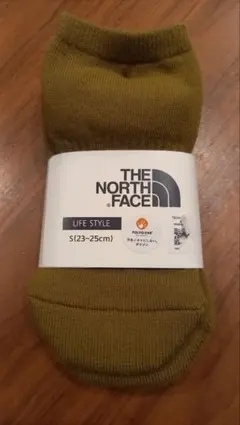 THE
NORTH
FACE
LIFE STYLE
S(23~25cm)
POLYGIENE